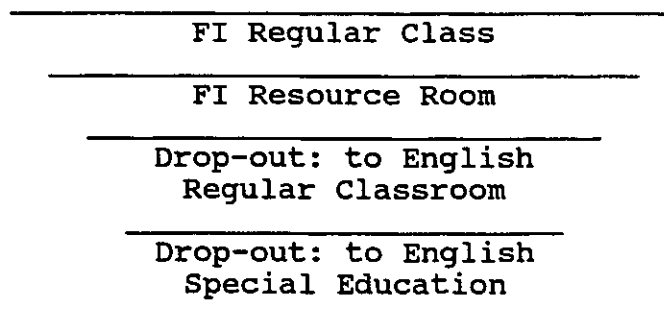 FI Regular Class
FI Resource Room
Drop-out: to English
Regular Classroom
Drop-out: to English
Special Education